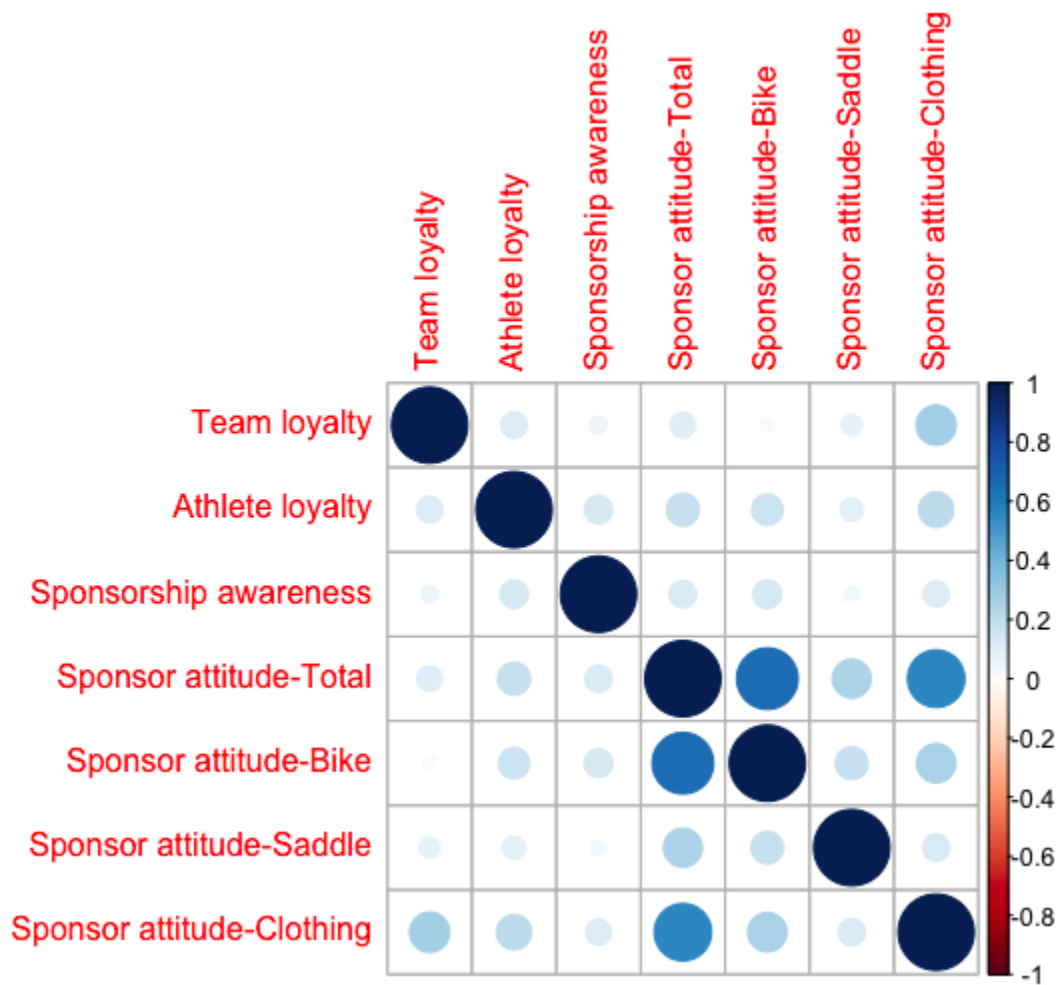 Team loyalty
Athlete loyalty
Sponsorship awareness
Sponsor attitude-Total
Sponsor attitude-Bike
Sponsor attitude-Saddle
Sponsor attitude-Clothing
Team loyalty
Athlete loyalty
Sponsorship awareness
Sponsor attitude-Total
Sponsor attitude-Bike
Sponsor attitude-Saddle
Sponsor attitude-Clothing
1
0.8
0.6
0.4
0.2
0
-0.2
-0.4
-0.6
-0.8
-1